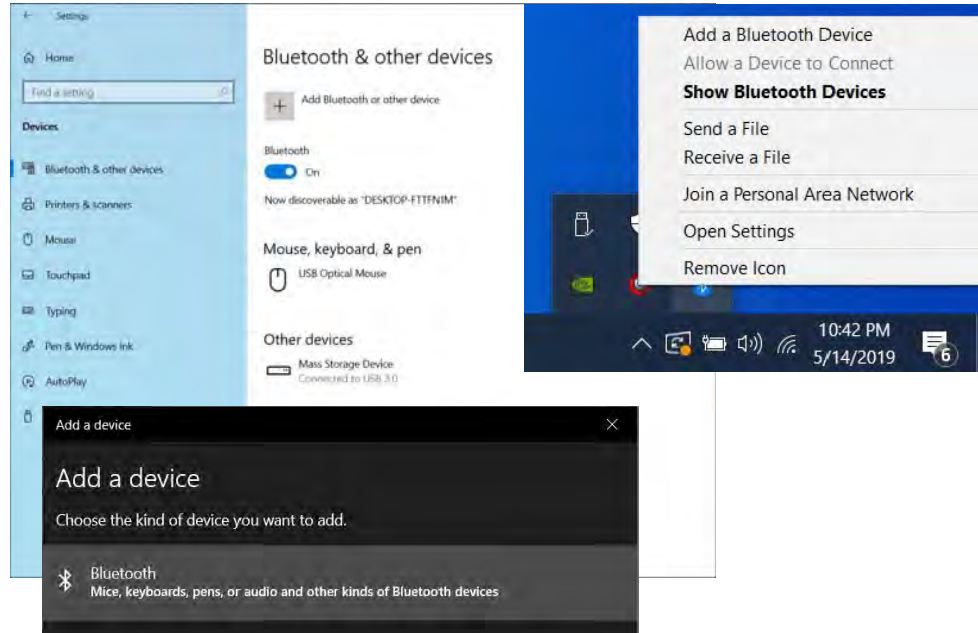 Settings
Home
Find a setting
Devices
Bluetooth & other devices
Printers & scanners
Mouse
Touchpad
Typing
Pen & Windows Ink
AutoPlay
Bluetooth & other devices
Add Bluetooth or other device
Bluetooth
On
Now discoverable as "DESKTOP-FTTFN1M"
Mouse, keyboard, & pen
USB Optical Mouse
Other devices
Mass Storage Device
Connected to USB 3.0
Add a Bluetooth Device
Allow a Device to Connect
Show Bluetooth Devices
Send a File
Receive a File
Join a Personal Area Network
Open Settings
Remove Icon
10:42 PM
5/14/2019
6
Add a device
Add a device
Choose the kind of device you want to add.
Bluetooth
Mice, keyboards, pens, or audio and other kinds of Bluetooth devices